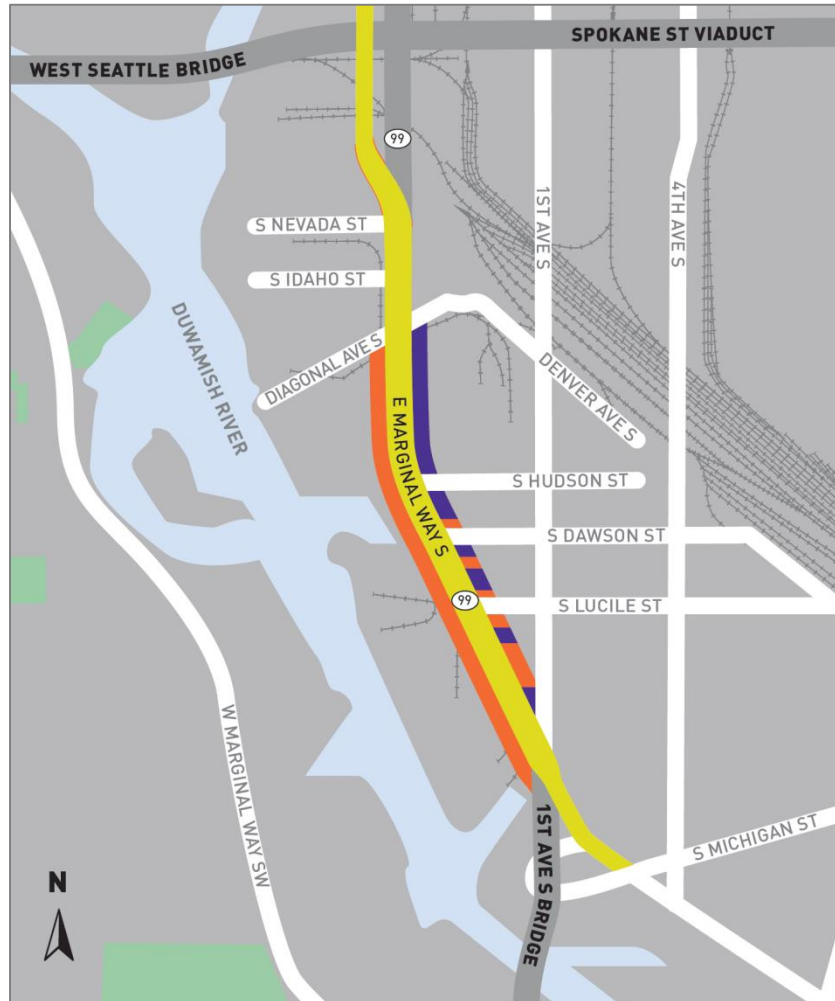 SPOKANE ST VIADUCT
WEST SEATTLE BRIDGE
99
S NEVADA ST
1ST AVE S
4TH AVE S
S IDAHO ST
DUWAMISH RIVER
DIAGONAL AVE S
DENVER AVE S
E MARGINAL WAY S
S HUDSON ST
S DAWSON ST
99
S LUCILE ST
W MARGINAL WAY SW
1ST AVE S BRIDGE
S MICHIGAN ST
N